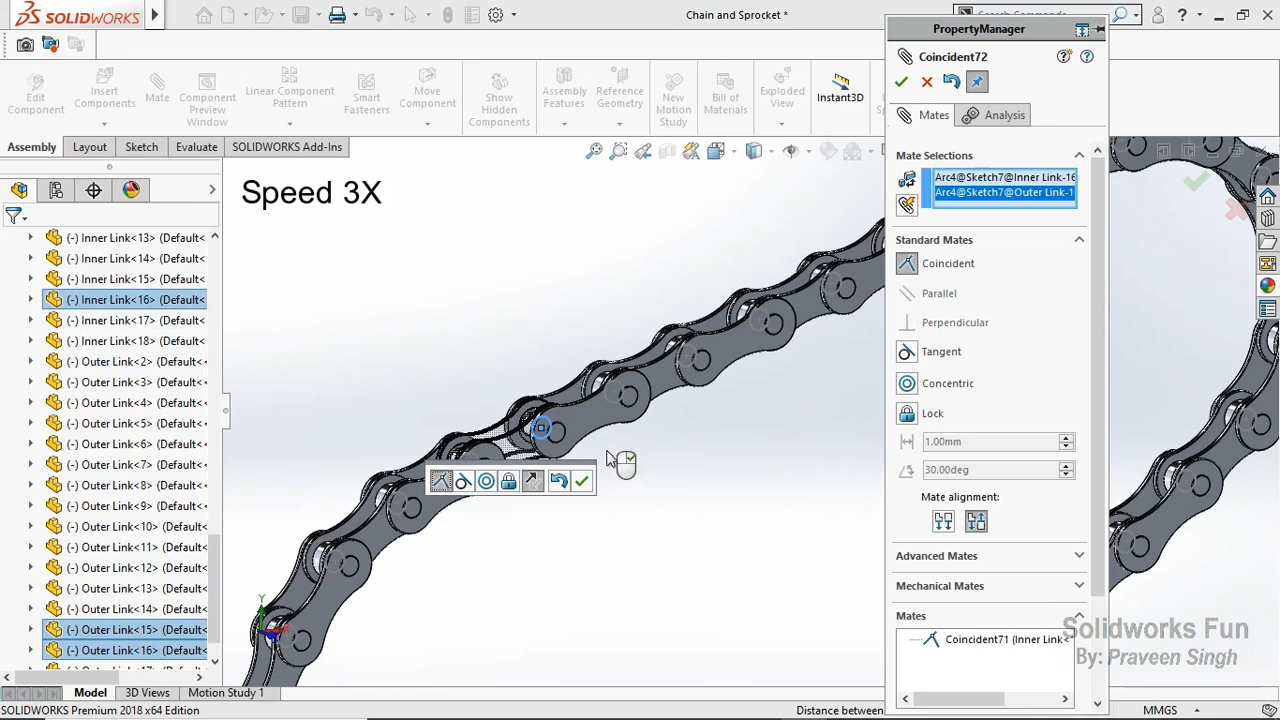 SOLIDWORKS
Chain and Sprocket *
Edit Component
Insert Components
Mate
Component Preview Window
Linear Component Pattern
Smart Fasteners
Move Component
Show Hidden Components
Assembly Features
Reference Geometry
New Motion Study
Bill of Materials
Exploded View
Instant3D
Assembly
Layout
Sketch
Evaluate
SOLIDWORKS Add-Ins
Speed 3X
(-) Inner Link<13> (Default<
(-) Inner Link<14> (Default<
(-) Inner Link<15> (Default<
(-) Inner Link<16> (Default<
(-) Inner Link<17> (Default<
(-) Inner Link<18> (Default<
(-) Outer Link<2> (Default<
(-) Outer Link<3> (Default<
(-) Outer Link<4> (Default<
(-) Outer Link<5> (Default<
(-) Outer Link<6> (Default<
(-) Outer Link<7> (Default<
(-) Outer Link<8> (Default<
(-) Outer Link<9> (Default<
(-) Outer Link<10> (Default<
(-) Outer Link<11> (Default<
(-) Outer Link<12> (Default<
(-) Outer Link<13> (Default<
(-) Outer Link<14> (Default<
(-) Outer Link<15> (Default<
(-) Outer Link<16> (Default<
Y
PropertyManager
Coincident72
Mates
Analysis
Mate Selections
Arc4@Sketch7@Inner Link-16
Arc4@Sketch7@Outer Link-1
Standard Mates
Coincident
Parallel
Perpendicular
Tangent
Concentric
Lock
1.00mm
30.00deg
Mate alignment:
Advanced Mates
Mechanical Mates
Mates
Coincident71 (Inner Link<
Solidworks Fun
By: Praveen Singh
Model
3D Views
Motion Study 1
SOLIDWORKS Premium 2018 x64 Edition
Distance between
MMGS